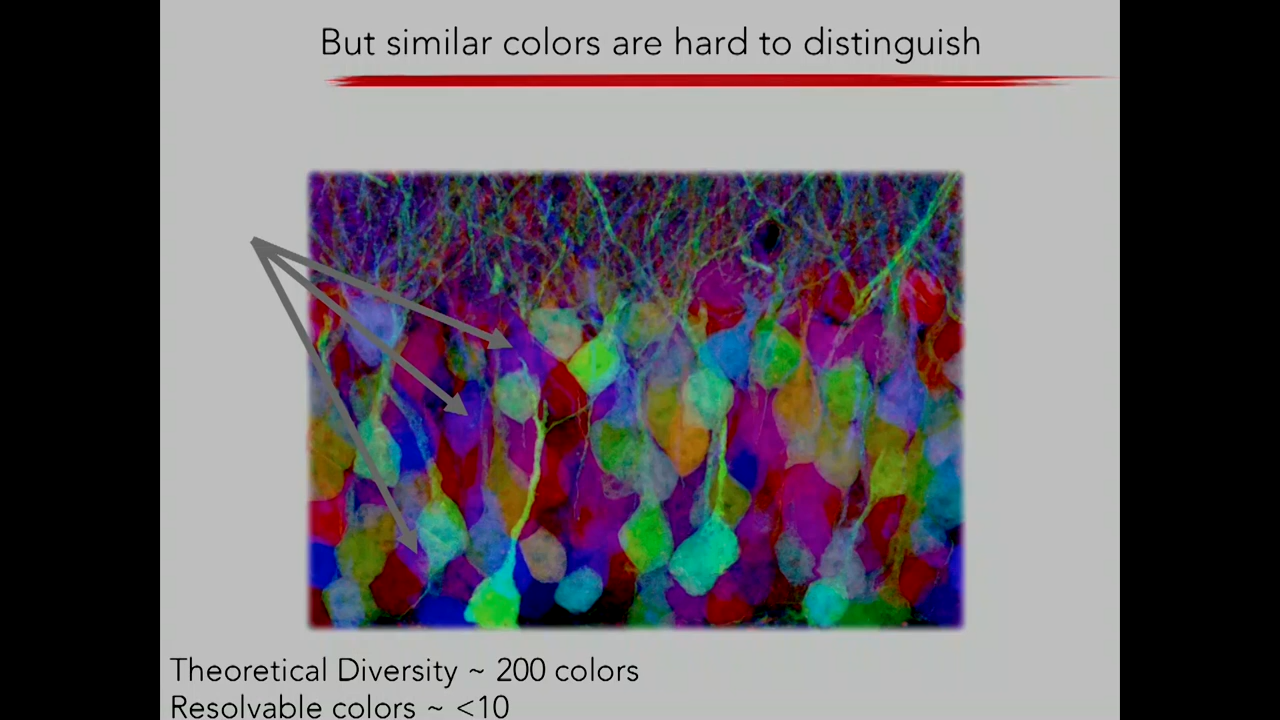 But similar colors are hard to distinguish
Theoretical Diversity ~ 200 colors
Resolvable colors ~ <10